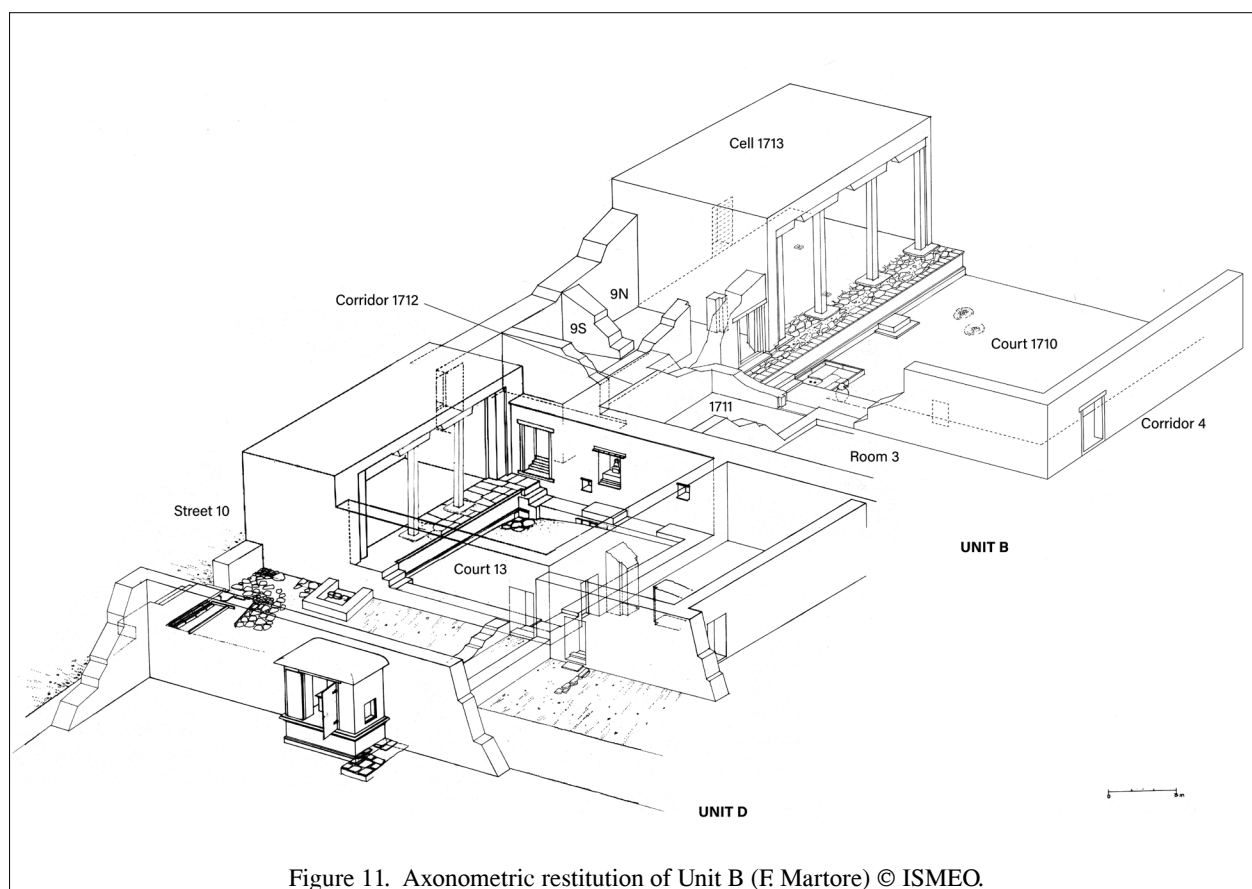 Cell 1713
9N
Corridor 1712
9S
Court 1710
1711
Corridor 4
Room 3
Street 10
UNIT B
Court 13
UNIT D
Figure 11. Axonometric restitution of Unit B (F. Martore) © ISMEO.